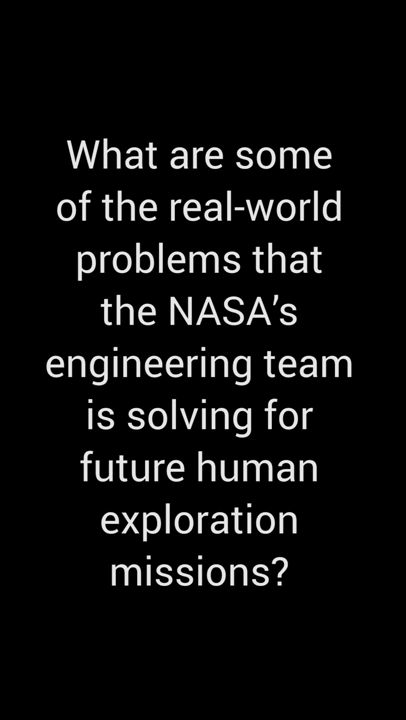 What are some
of the real-world
problems that
the NASA’s
engineering team
is solving for
future human
exploration
missions?